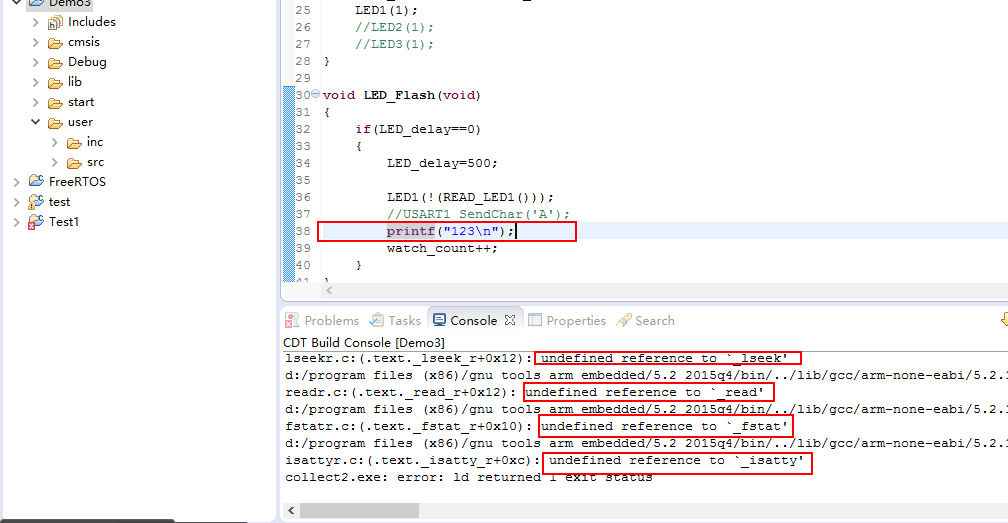 Demo3
Includes
cmsis
Debug
lib
start
user
inc
src
FreeRTOS
test
Test1
25 LED1(1);
26 //LED2(1);
27 //LED3(1);
28 }
29
30 void LED_Flash(void)
31 {
32 if(LED_delay==0)
33 {
34 LED_delay=500;
35
36 LED1(!(READ_LED1()));
37 //USART1_SendChar('A');
38 printf("123\n");
39 watch_count++;
40 }
41 }
Problems Tasks Console Properties Search
CDT Build Console [Demo3]
lseekr.c:(.text._lseek_r+0x12): undefined reference to `_lseek'
d:/program files (x86)/gnu tools arm embedded/5.2 2015q4/bin/../lib/gcc/arm-none-eabi/5.2.1
readr.c:(.text._read_r+0x12): undefined reference to `_read'
d:/program files (x86)/gnu tools arm embedded/5.2 2015q4/bin/../lib/gcc/arm-none-eabi/5.2.1
fstatr.c:(.text._fstat_r+0x10): undefined reference to `_fstat'
d:/program files (x86)/gnu tools arm embedded/5.2 2015q4/bin/../lib/gcc/arm-none-eabi/5.2.1
isattyr.c:(.text._isatty_r+0xc): undefined reference to `_isatty'
collect2.exe: error: ld returned 1 exit status